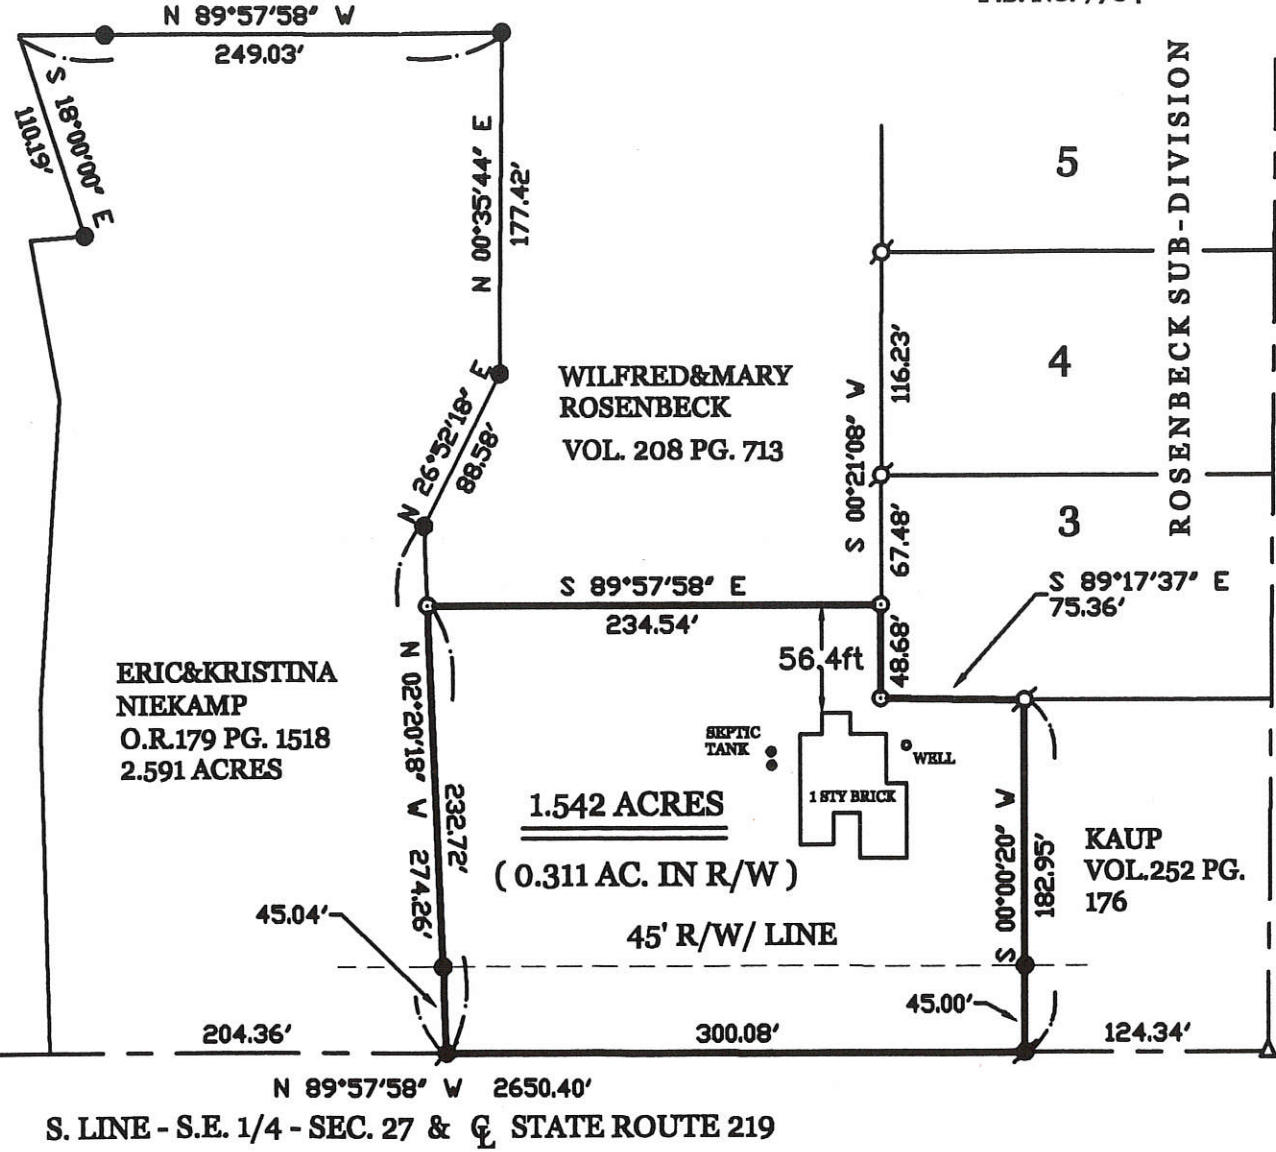 N 89°57'58" W
249.03'
S 18°00'00" E
110.19'
N 00°35'44" E
177.42'
5
ROSENBECK SUB-DIVISION
116.23'
4
WILFRED&MARY
ROSENBECK
VOL. 208 PG. 713
N 26°52'18" E
88.58'
S 00°21'08" W
67.48'
3
S 89°57'58" E
234.54'
S 89°17'37" E
75.36'
56.4ft
48.68'
ERIC&KRISTINA
NIEKAMP
O.R.179 PG. 1518
2.591 ACRES
N 02°20'18" W 274.26'
232.72'
SEPTIC
TANK
WELL
1 STY BRICK
1.542 ACRES
( 0.311 AC. IN R/W )
S 00°00'20" W
182.95'
KAUP
VOL.252 PG.
176
45.04'
45' R/W/ LINE
45.00'
204.36'
300.08'
124.34'
N 89°57'58" W 2650.40'
S. LINE - S.E. 1/4 - SEC. 27 & ℄ STATE ROUTE 219